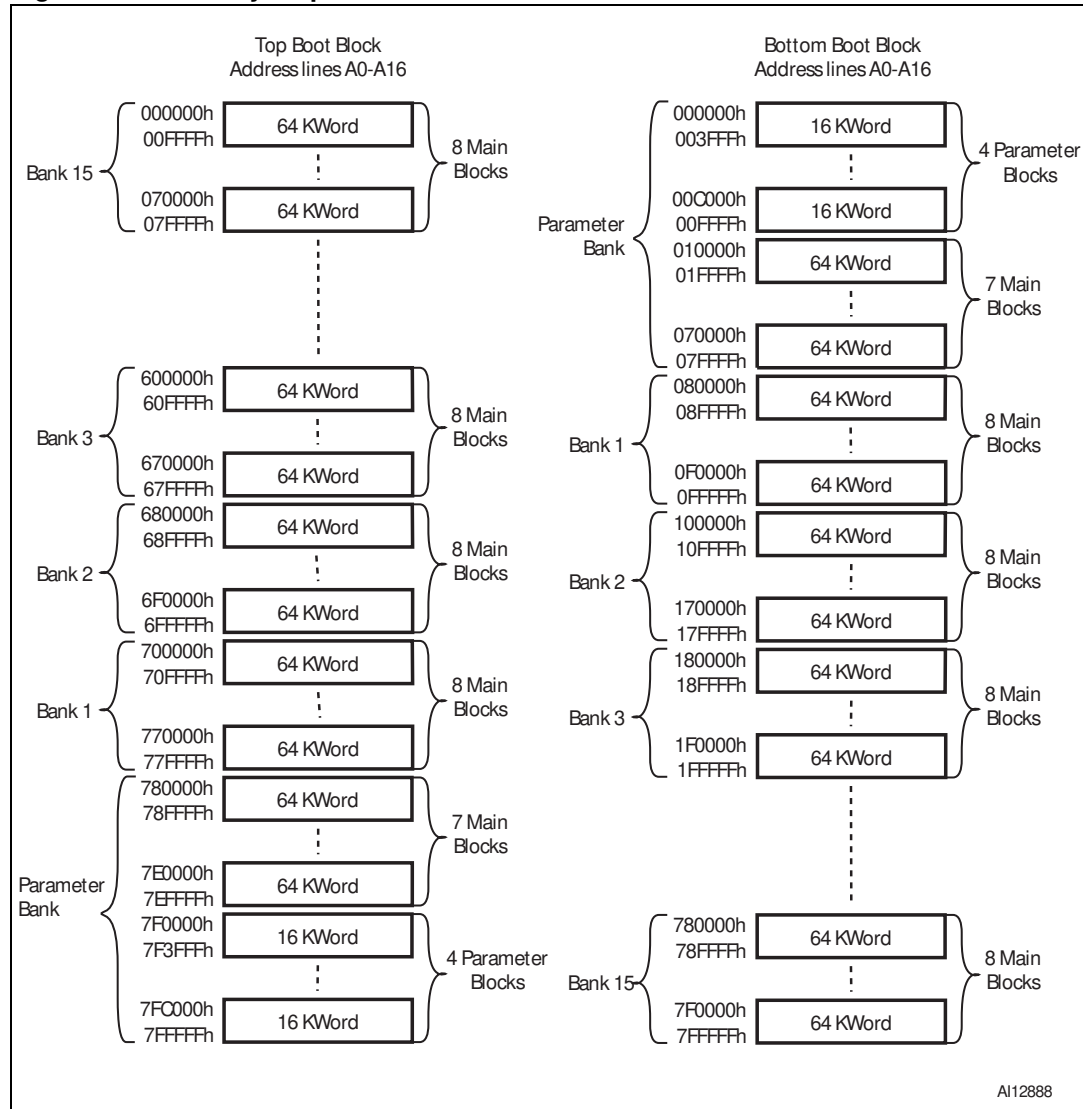 Top Boot Block
Address lines A0-A16
Bank 15
000000h
00FFFFh
64 KWord
070000h
07FFFFh
64 KWord
8 Main
Blocks
Bank 3
600000h
60FFFFh
64 KWord
670000h
67FFFFh
64 KWord
8 Main
Blocks
Bank 2
680000h
68FFFFh
64 KWord
6F0000h
6FFFFFh
64 KWord
8 Main
Blocks
Bank 1
700000h
70FFFFh
64 KWord
770000h
77FFFFh
64 KWord
8 Main
Blocks
Parameter
Bank
780000h
78FFFFh
64 KWord
7E0000h
7EFFFFh
64 KWord
7 Main
Blocks
7F0000h
7F3FFFh
16 KWord
7FC000h
7FFFFFh
16 KWord
4 Parameter
Blocks
Bottom Boot Block
Address lines A0-A16
Parameter
Bank
000000h
003FFFh
16 KWord
00C000h
00FFFFh
16 KWord
4 Parameter
Blocks
010000h
01FFFFh
64 KWord
070000h
07FFFFh
64 KWord
7 Main
Blocks
Bank 1
080000h
08FFFFh
64 KWord
0F0000h
0FFFFFh
64 KWord
8 Main
Blocks
Bank 2
100000h
10FFFFh
64 KWord
170000h
17FFFFh
64 KWord
8 Main
Blocks
Bank 3
180000h
18FFFFh
64 KWord
1F0000h
1FFFFFh
64 KWord
8 Main
Blocks
Bank 15
780000h
78FFFFh
64 KWord
7F0000h
7FFFFFh
64 KWord
8 Main
Blocks
AI12888